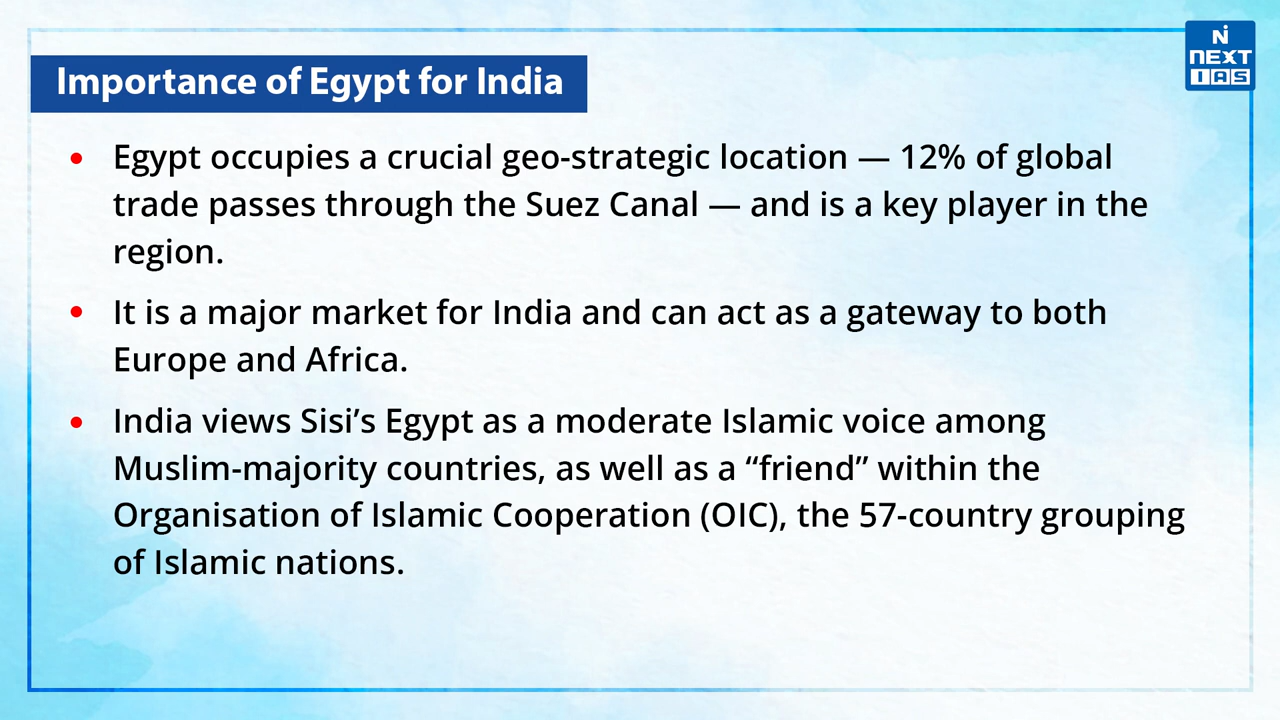 NEXT
IAS
Importance of Egypt for India
• Egypt occupies a crucial geo-strategic location — 12% of global
trade passes through the Suez Canal — and is a key player in the
region.
• It is a major market for India and can act as a gateway to both
Europe and Africa.
• India views Sisi’s Egypt as a moderate Islamic voice among
Muslim-majority countries, as well as a “friend” within the
Organisation of Islamic Cooperation (OIC), the 57-country grouping
of Islamic nations.